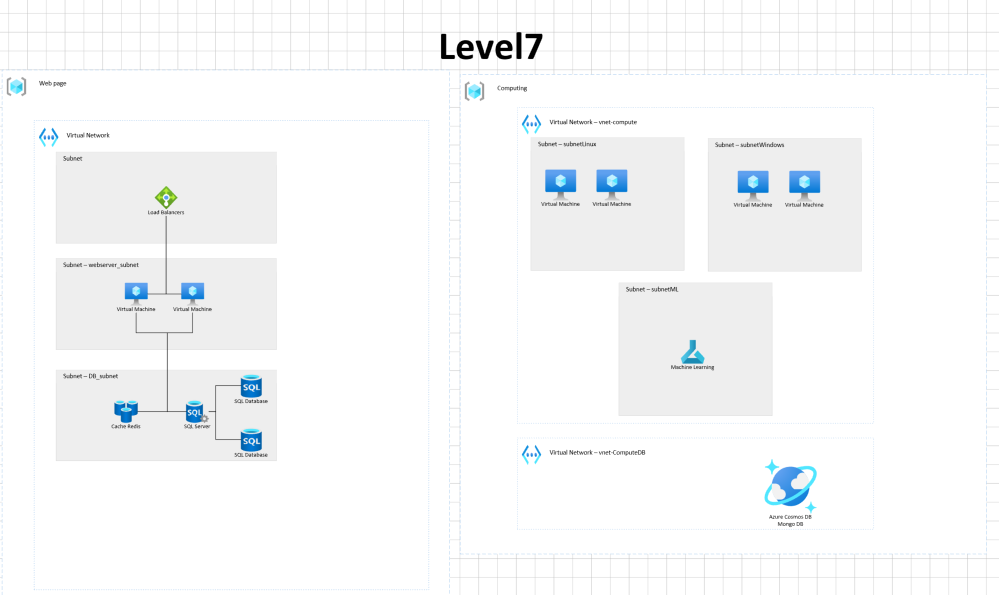 Level7
Web page
Virtual Network
Subnet
Load Balancers
Subnet – webserver_subnet
Virtual Machine
Virtual Machine
Subnet – DB_subnet
SQL
SQL Database
Cache Redis
SQL
SQL Server
SQL
SQL Database
Computing
Virtual Network – vnet-compute
Subnet – subnetLinux
Virtual Machine
Virtual Machine
Subnet – subnetWindows
Virtual Machine
Virtual Machine
Subnet – subnetML
Machine Learning
Virtual Network – vnet-ComputeDB
Azure Cosmos DB
Mongo DB